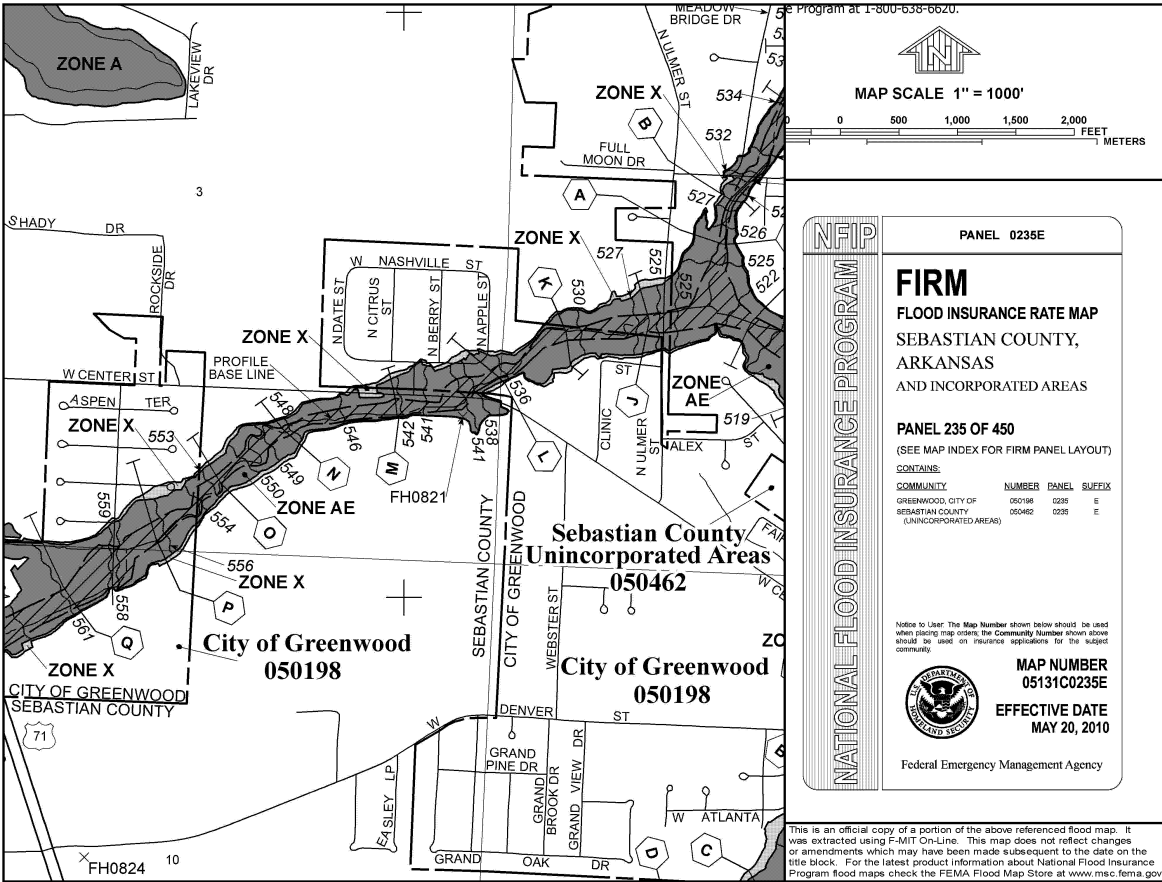 MEADOW
BRIDGE DR
e Program at 1-800-638-6620.
ZONE A
LAKEVIEW
DR
N ULMER ST
ZONE X
534
B
532
FULL
MOON DR
3
A
527
526
525
522
SHADY DR
ROCKSIDE
DR
ZONE X
527
525
525
W NASHVILLE ST
N DATE ST
N CITRUS
ST
N BERRY ST
N APPLE ST
K
530
ZONE X
PROFILE
BASE LINE
W CENTER ST
ASPEN TER
ZONE X
553
548
546
542
541
536
538
541
ST
CLINIC
N ULMER
ST
J
ZONE
AE
519
ALEX ST
549
550
N
M
L
FH0821
ZONE AE
559
554
O
556
ZONE X
P
558
561
Q
ZONE X
SEBASTIAN COUNTY
CITY OF GREENWOOD
Sebastian County
Unincorporated Areas
050462
WEBSTER ST
City of Greenwood
050198
City of Greenwood
050198
CITY OF GREENWOOD
SEBASTIAN COUNTY
71
W DENVER ST
GRAND
PINE DR
GRAND
BROOK DR
GRAND VIEW DR
EASLEY LP
W ATLANTA
GRAND OAK DR
D
C
10
FH0824
N
MAP SCALE 1" = 1000'
0 500 1,000 1,500 2,000
FEET
METERS
NFIP
NATIONAL FLOOD INSURANCE PROGRAM
PANEL 0235E
FIRM
FLOOD INSURANCE RATE MAP
SEBASTIAN COUNTY,
ARKANSAS
AND INCORPORATED AREAS
PANEL 235 OF 450
(SEE MAP INDEX FOR FIRM PANEL LAYOUT)
CONTAINS:
COMMUNITY NUMBER PANEL SUFFIX
GREENWOOD, CITY OF 050198 0235 E
SEBASTIAN COUNTY 050462 0235 E
(UNINCORPORATED AREAS)
Notice to User: The Map Number shown below should be used
when placing map orders; the Community Number shown above
should be used on insurance applications for the subject
community.
U.S. DEPARTMENT OF
HOMELAND SECURITY
MAP NUMBER
05131C0235E
EFFECTIVE DATE
MAY 20, 2010
Federal Emergency Management Agency
This is an official copy of a portion of the above referenced flood map. It
was extracted using F-MIT On-Line. This map does not reflect changes
or amendments which may have been made subsequent to the date on the
title block. For the latest product information about National Flood Insurance
Program flood maps check the FEMA Flood Map Store at www.msc.fema.gov